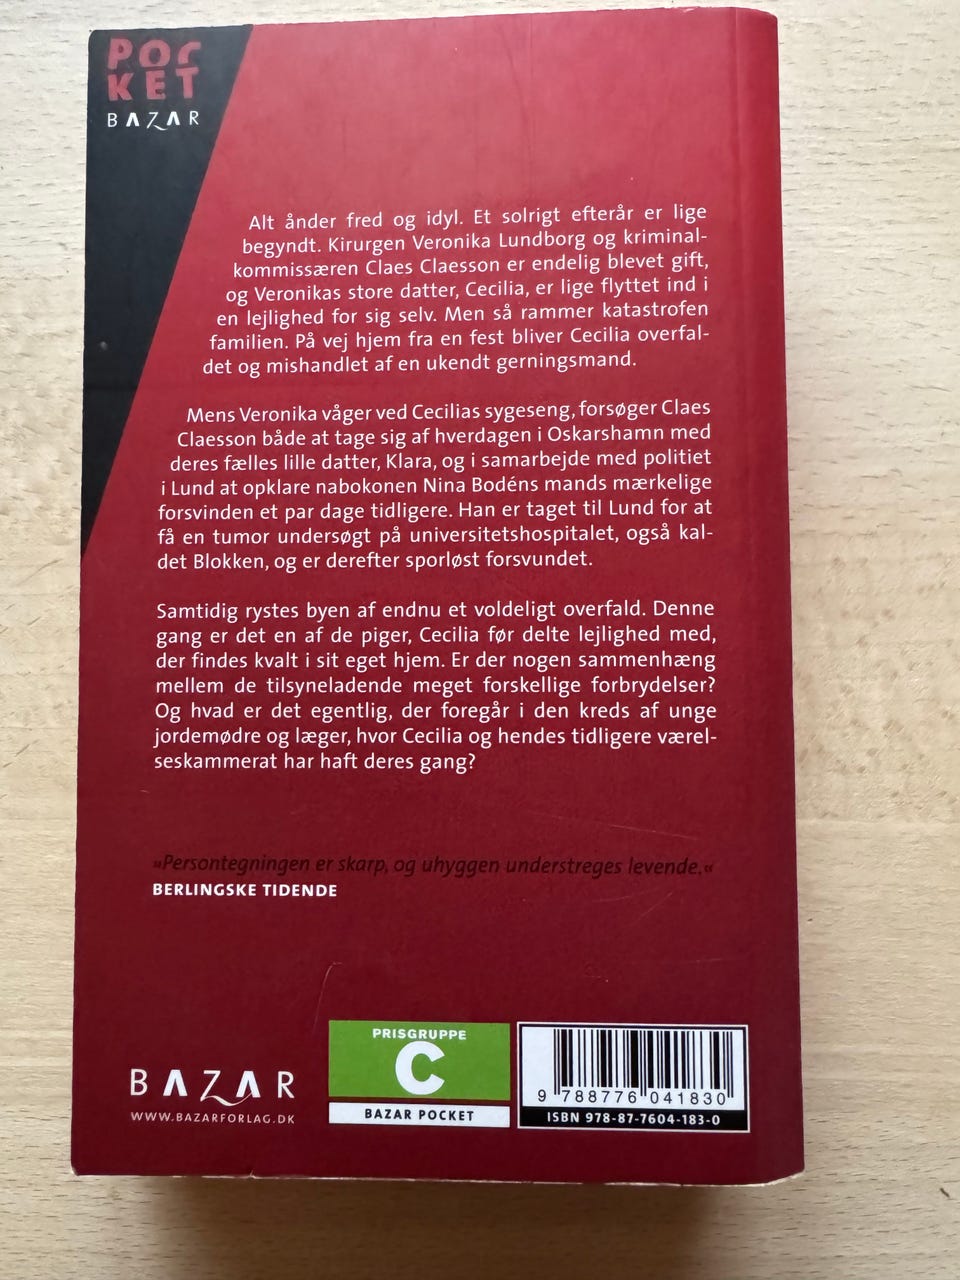 POCKET
BAZAR
Alt ånder fred og idyl. Et solrigt efterår er lige
begyndt. Kirurgen Veronika Lundborg og kriminal-
kommissæren Claes Claesson er endelig blevet gift,
og Veronikas store datter, Cecilia, er lige flyttet ind i
en lejlighed for sig selv. Men så rammer katastrofen
familien. På vej hjem fra en fest bliver Cecilia overfal-
det og mishandlet af en ukendt gerningsmand.
Mens Veronika våger ved Cecilias sygeseng, forsøger Claes
Claesson både at tage sig af hverdagen i Oskarshamn med
deres fælles lille datter, Klara, og i samarbejde med politiet
i Lund at opklare nabokonen Nina Bodéns mands mærkelige
forsvinden et par dage tidligere. Han er taget til Lund for at
få en tumor undersøgt på universitetshospitalet, også kal-
det Blokken, og er derefter sporløst forsvundet.
Samtidig rystes byen af endnu et voldeligt overfald. Denne
gang er det en af de piger, Cecilia før delte lejlighed med,
der findes kvalt i sit eget hjem. Er der nogen sammenhæng
mellem de tilsyneladende meget forskellige forbrydelser?
Og hvad er det egentlig, der foregår i den kreds af unge
jordemødre og læger, hvor Cecilia og hendes tidligere værel-
seskammerat har haft deres gang?
»Persontegningen er skarp, og uhyggen understreges levende.«
BERLINGSKE TIDENDE
BAZAR
WWW.BAZARFORLAG.DK
PRISGRUPPE
C
BAZAR POCKET
9 788776 041830
ISBN 978-87-7604-183-0